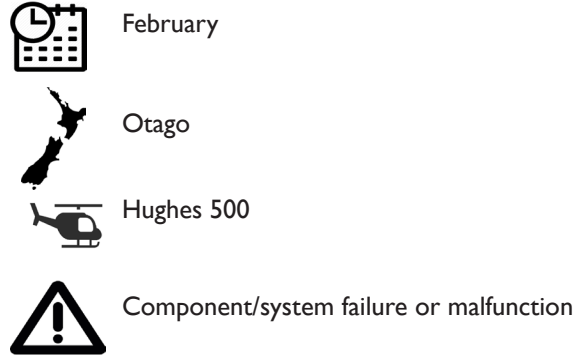 February
Otago
Hughes 500
Component/system failure or malfunction